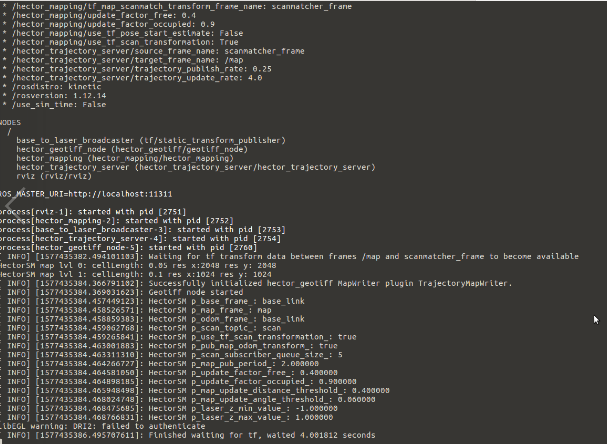 * /hector_mapping/tf_map_scanmatch_transform_frame_name: scanmatcher_frame
* /hector_mapping/update_factor_free: 0.4
* /hector_mapping/update_factor_occupied: 0.9
* /hector_mapping/use_tf_pose_start_estimate: False
* /hector_mapping/use_tf_scan_transformation: True
* /hector_trajectory_server/source_frame_name: scanmatcher_frame
* /hector_trajectory_server/target_frame_name: /map
* /hector_trajectory_server/trajectory_publish_rate: 0.25
* /hector_trajectory_server/trajectory_update_rate: 4.0
* /rosdistro: kinetic
* /rosversion: 1.12.14
* /use_sim_time: False
NODES
/
base_to_laser_broadcaster (tf/static_transform_publisher)
hector_geotiff_node (hector_geotiff/geotiff_node)
hector_mapping (hector_mapping/hector_mapping)
hector_trajectory_server (hector_trajectory_server/hector_trajectory_server)
rviz (rviz/rviz)
ROS_MASTER_URI=http://localhost:11311
process[rviz-1]: started with pid [2751]
process[hector_mapping-2]: started with pid [2752]
process[base_to_laser_broadcaster-3]: started with pid [2753]
process[hector_trajectory_server-4]: started with pid [2754]
process[hector_geotiff_node-5]: started with pid [2760]
[ INFO] [1577435382.494101103]: Waiting for tf transform data between frames /map and scanmatcher_frame to become available
HectorSM map lvl 0: cellLength: 0.05 res x:2048 res y: 2048
HectorSM map lvl 1: cellLength: 0.1 res x:1024 res y: 1024
[ INFO] [1577435384.366791102]: Successfully initialized hector_geotiff MapWriter plugin TrajectoryMapWriter.
[ INFO] [1577435384.369031623]: Geotiff node started
[ INFO] [1577435384.457449123]: HectorSM p_base_frame_: base_link
[ INFO] [1577435384.458526571]: HectorSM p_map_frame_: map
[ INFO] [1577435384.458859383]: HectorSM p_odom_frame_: base_link
[ INFO] [1577435384.459062768]: HectorSM p_scan_topic_: scan
[ INFO] [1577435384.459265841]: HectorSM p_use_tf_scan_transformation_: true
[ INFO] [1577435384.463001883]: HectorSM p_pub_map_odom_transform_: true
[ INFO] [1577435384.463311310]: HectorSM p_scan_subscriber_queue_size_: 5
[ INFO] [1577435384.464266727]: HectorSM p_map_pub_period_: 2.000000
[ INFO] [1577435384.464581050]: HectorSM p_update_factor_free_: 0.400000
[ INFO] [1577435384.464898185]: HectorSM p_update_factor_occupied_: 0.900000
[ INFO] [1577435384.465948498]: HectorSM p_map_update_distance_threshold_: 0.400000
[ INFO] [1577435384.468024748]: HectorSM p_map_update_angle_threshold_: 0.060000
[ INFO] [1577435384.468475685]: HectorSM p_laser_z_min_value_: -1.000000
[ INFO] [1577435384.468766831]: HectorSM p_laser_z_max_value_: 1.000000
libEGL warning: DRI2: failed to authenticate
[ INFO] [1577435386.495707611]: Finished waiting for tf, waited 4.001812 seconds